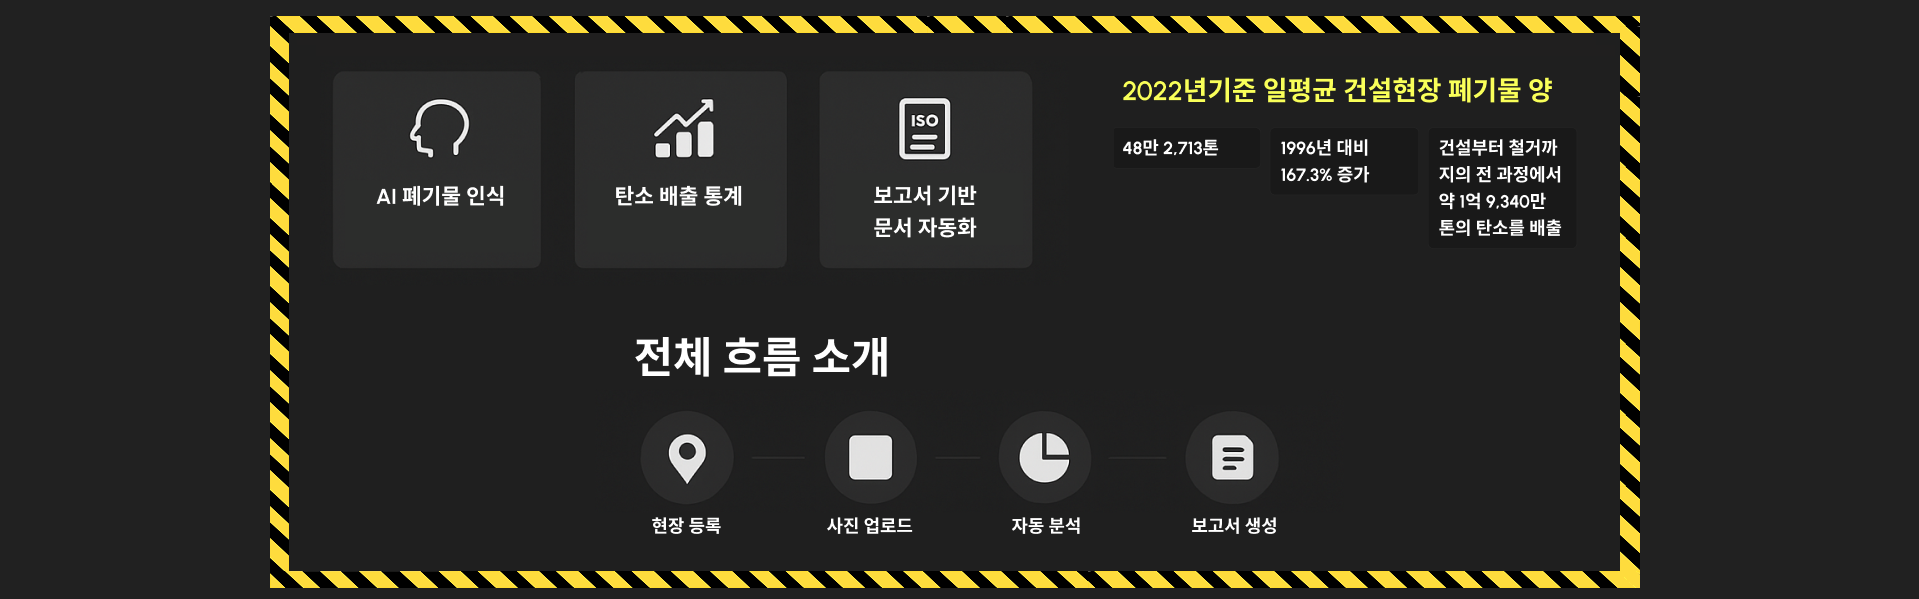 AI 폐기물 인식
탄소 배출 통계
ISO
보고서 기반
문서 자동화
2022년기준 일평균 건설현장 폐기물 양
48만 2,713톤
1996년 대비
167.3% 증가
건설부터 철거까
지의 전 과정에서
약 1억 9,340만
톤의 탄소를 배출
전체 흐름 소개
현장 등록
사진 업로드
자동 분석
보고서 생성